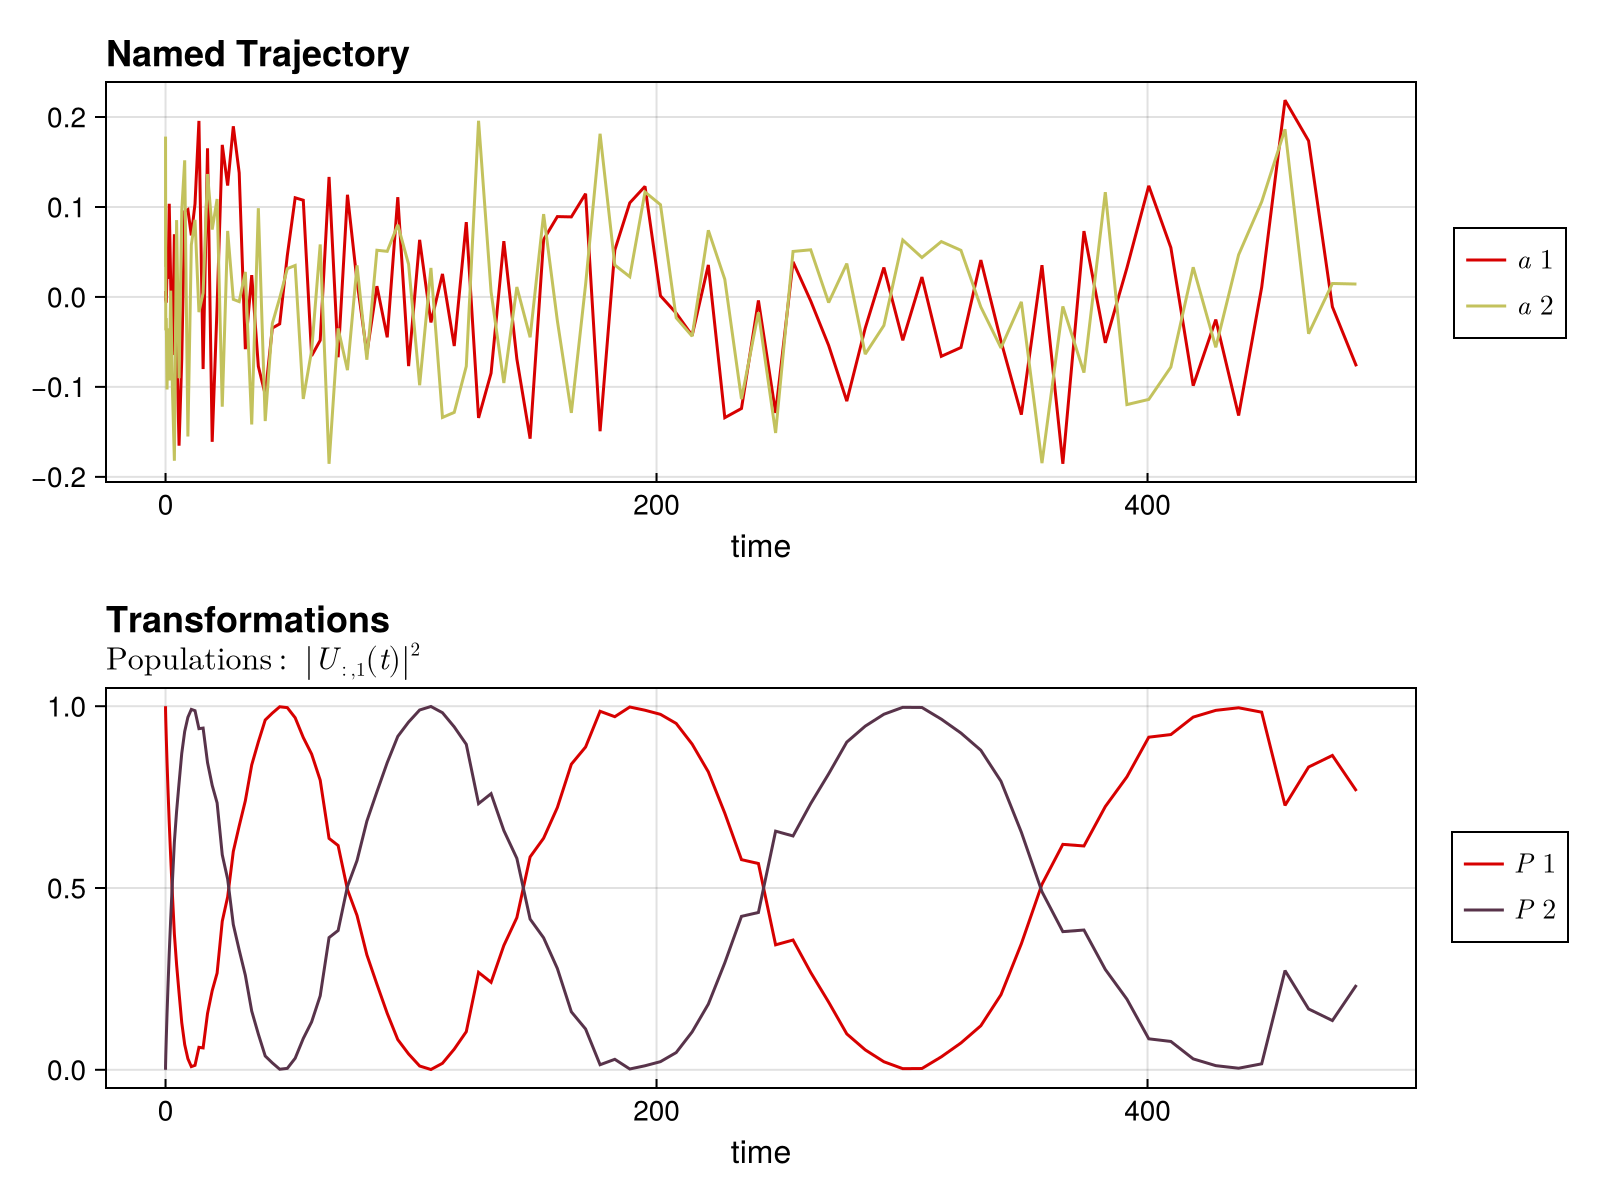 Named Trajectory
0.2
0.1
0.0
−0.1
−0.2
0 200 400
time
a 1
a 2
Transformations
Populations: |U:,1(t)|²
1.0
0.5
0.0
0 200 400
time
P 1
P 2